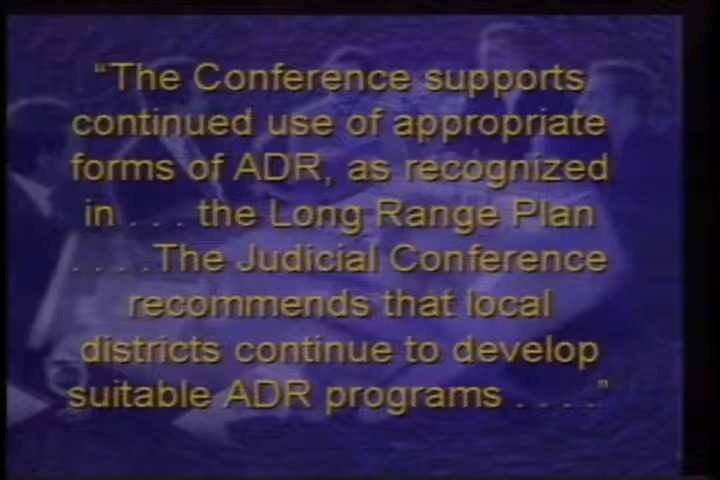 “The Conference supports
continued use of appropriate
forms of ADR, as recognized
in . . . the Long Range Plan
. . . .The Judicial Conference
recommends that local
districts continue to develop
suitable ADR programs . . . .”